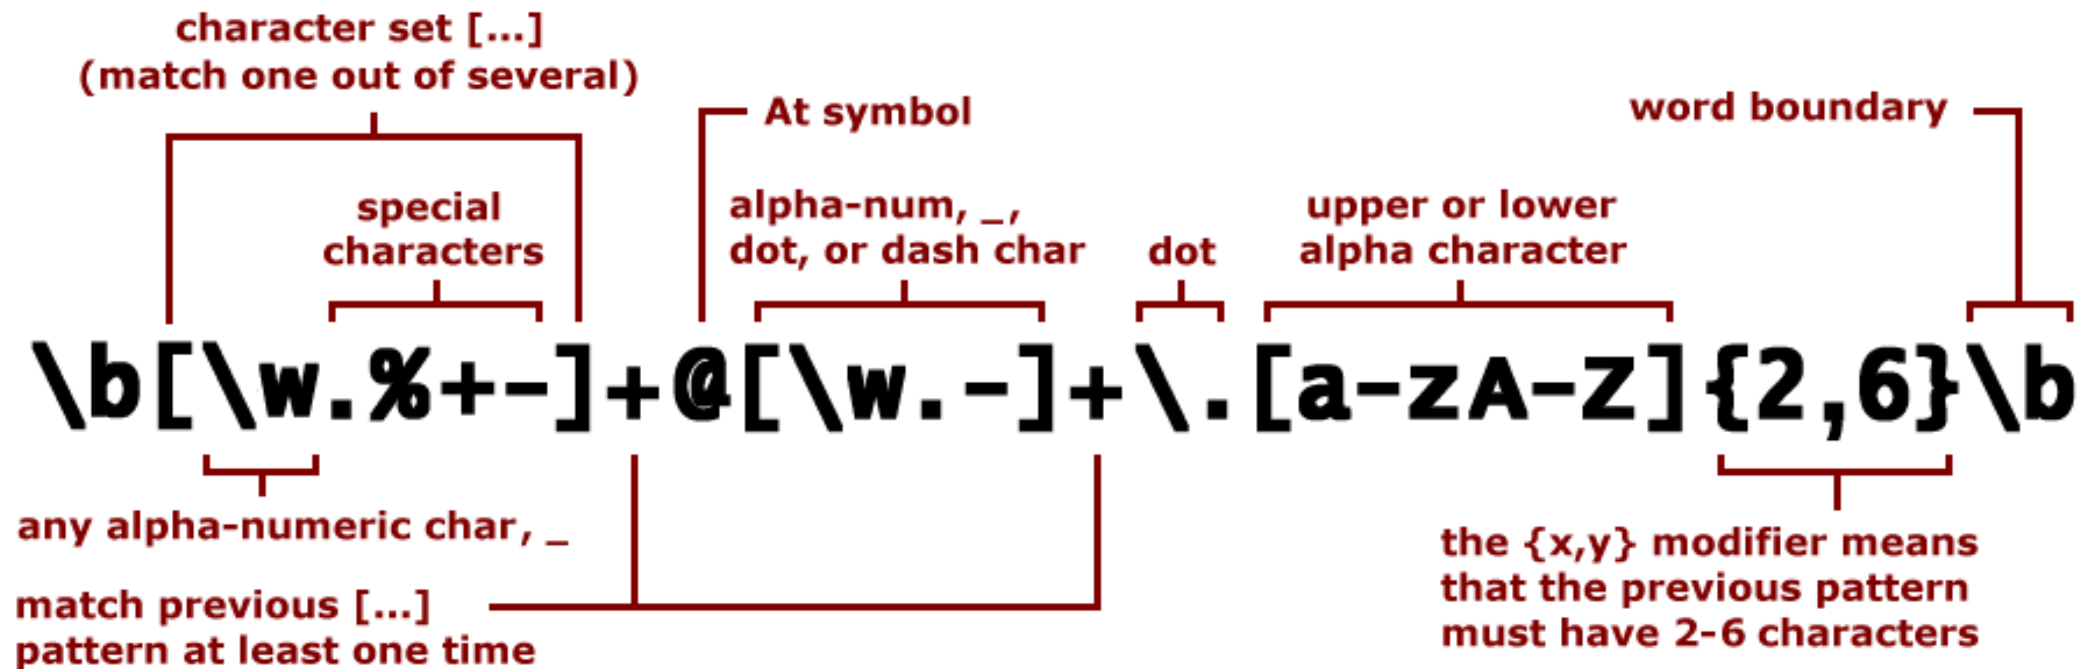 character set [...]
(match one out of several)
At symbol
word boundary
special
characters
alpha-num, _,
dot, or dash char
dot
upper or lower
alpha character
\b[\w.%+-]+@[\w.-]+\.[a-zA-Z]{2,6}\b
any alpha-numeric char, _
match previous [...]
pattern at least one time
the {x,y} modifier means
that the previous pattern
must have 2-6 characters